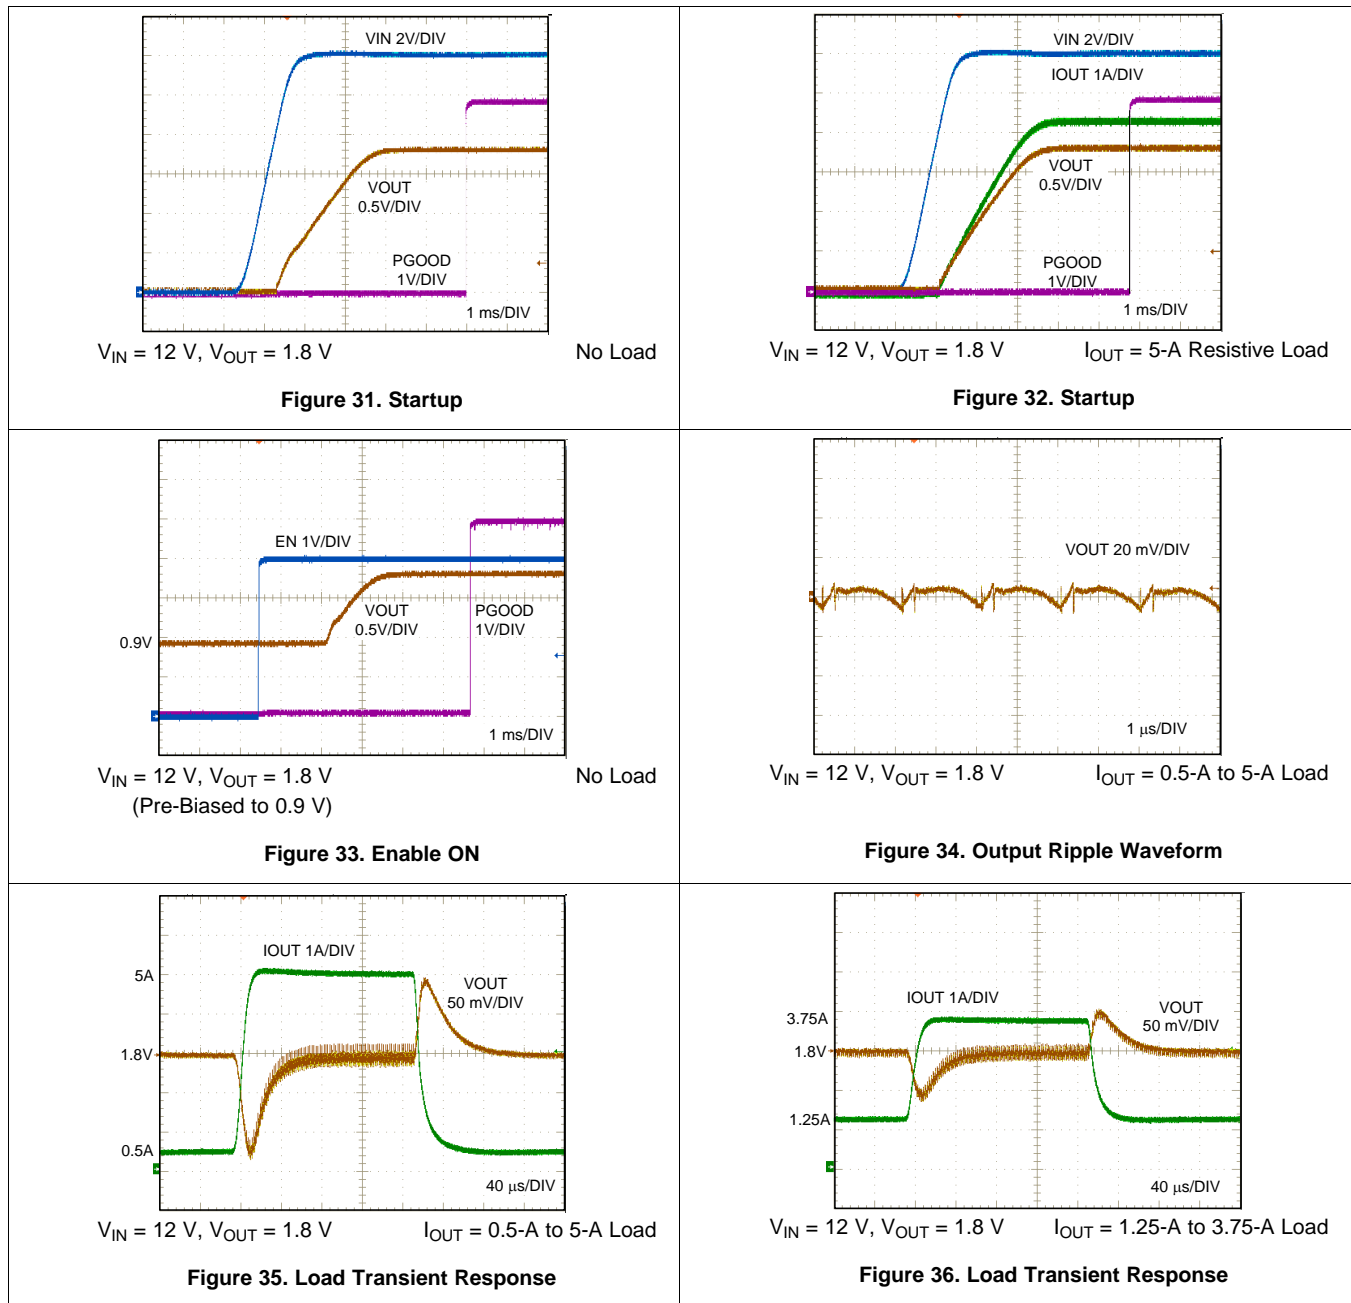 VIN 2V/DIV
VOUT
0.5V/DIV
PGOOD
1V/DIV
1 ms/DIV
VIN = 12 V, VOUT = 1.8 V No Load
Figure 31. Startup
VIN 2V/DIV
IOUT 1A/DIV
VOUT
0.5V/DIV
PGOOD
1V/DIV
1 ms/DIV
VIN = 12 V, VOUT = 1.8 V IOUT = 5-A Resistive Load
Figure 32. Startup
EN 1V/DIV
VOUT
0.5V/DIV
PGOOD
1V/DIV
0.9V
1 ms/DIV
VIN = 12 V, VOUT = 1.8 V No Load
(Pre-Biased to 0.9 V)
Figure 33. Enable ON
VOUT 20 mV/DIV
1 µs/DIV
VIN = 12 V, VOUT = 1.8 V IOUT = 0.5-A to 5-A Load
Figure 34. Output Ripple Waveform
IOUT 1A/DIV
5A
VOUT
50 mV/DIV
1.8V
0.5A
40 µs/DIV
VIN = 12 V, VOUT = 1.8 V IOUT = 0.5-A to 5-A Load
Figure 35. Load Transient Response
IOUT 1A/DIV
VOUT
50 mV/DIV
3.75A
1.8V
1.25A
40 µs/DIV
VIN = 12 V, VOUT = 1.8 V IOUT = 1.25-A to 3.75-A Load
Figure 36. Load Transient Response